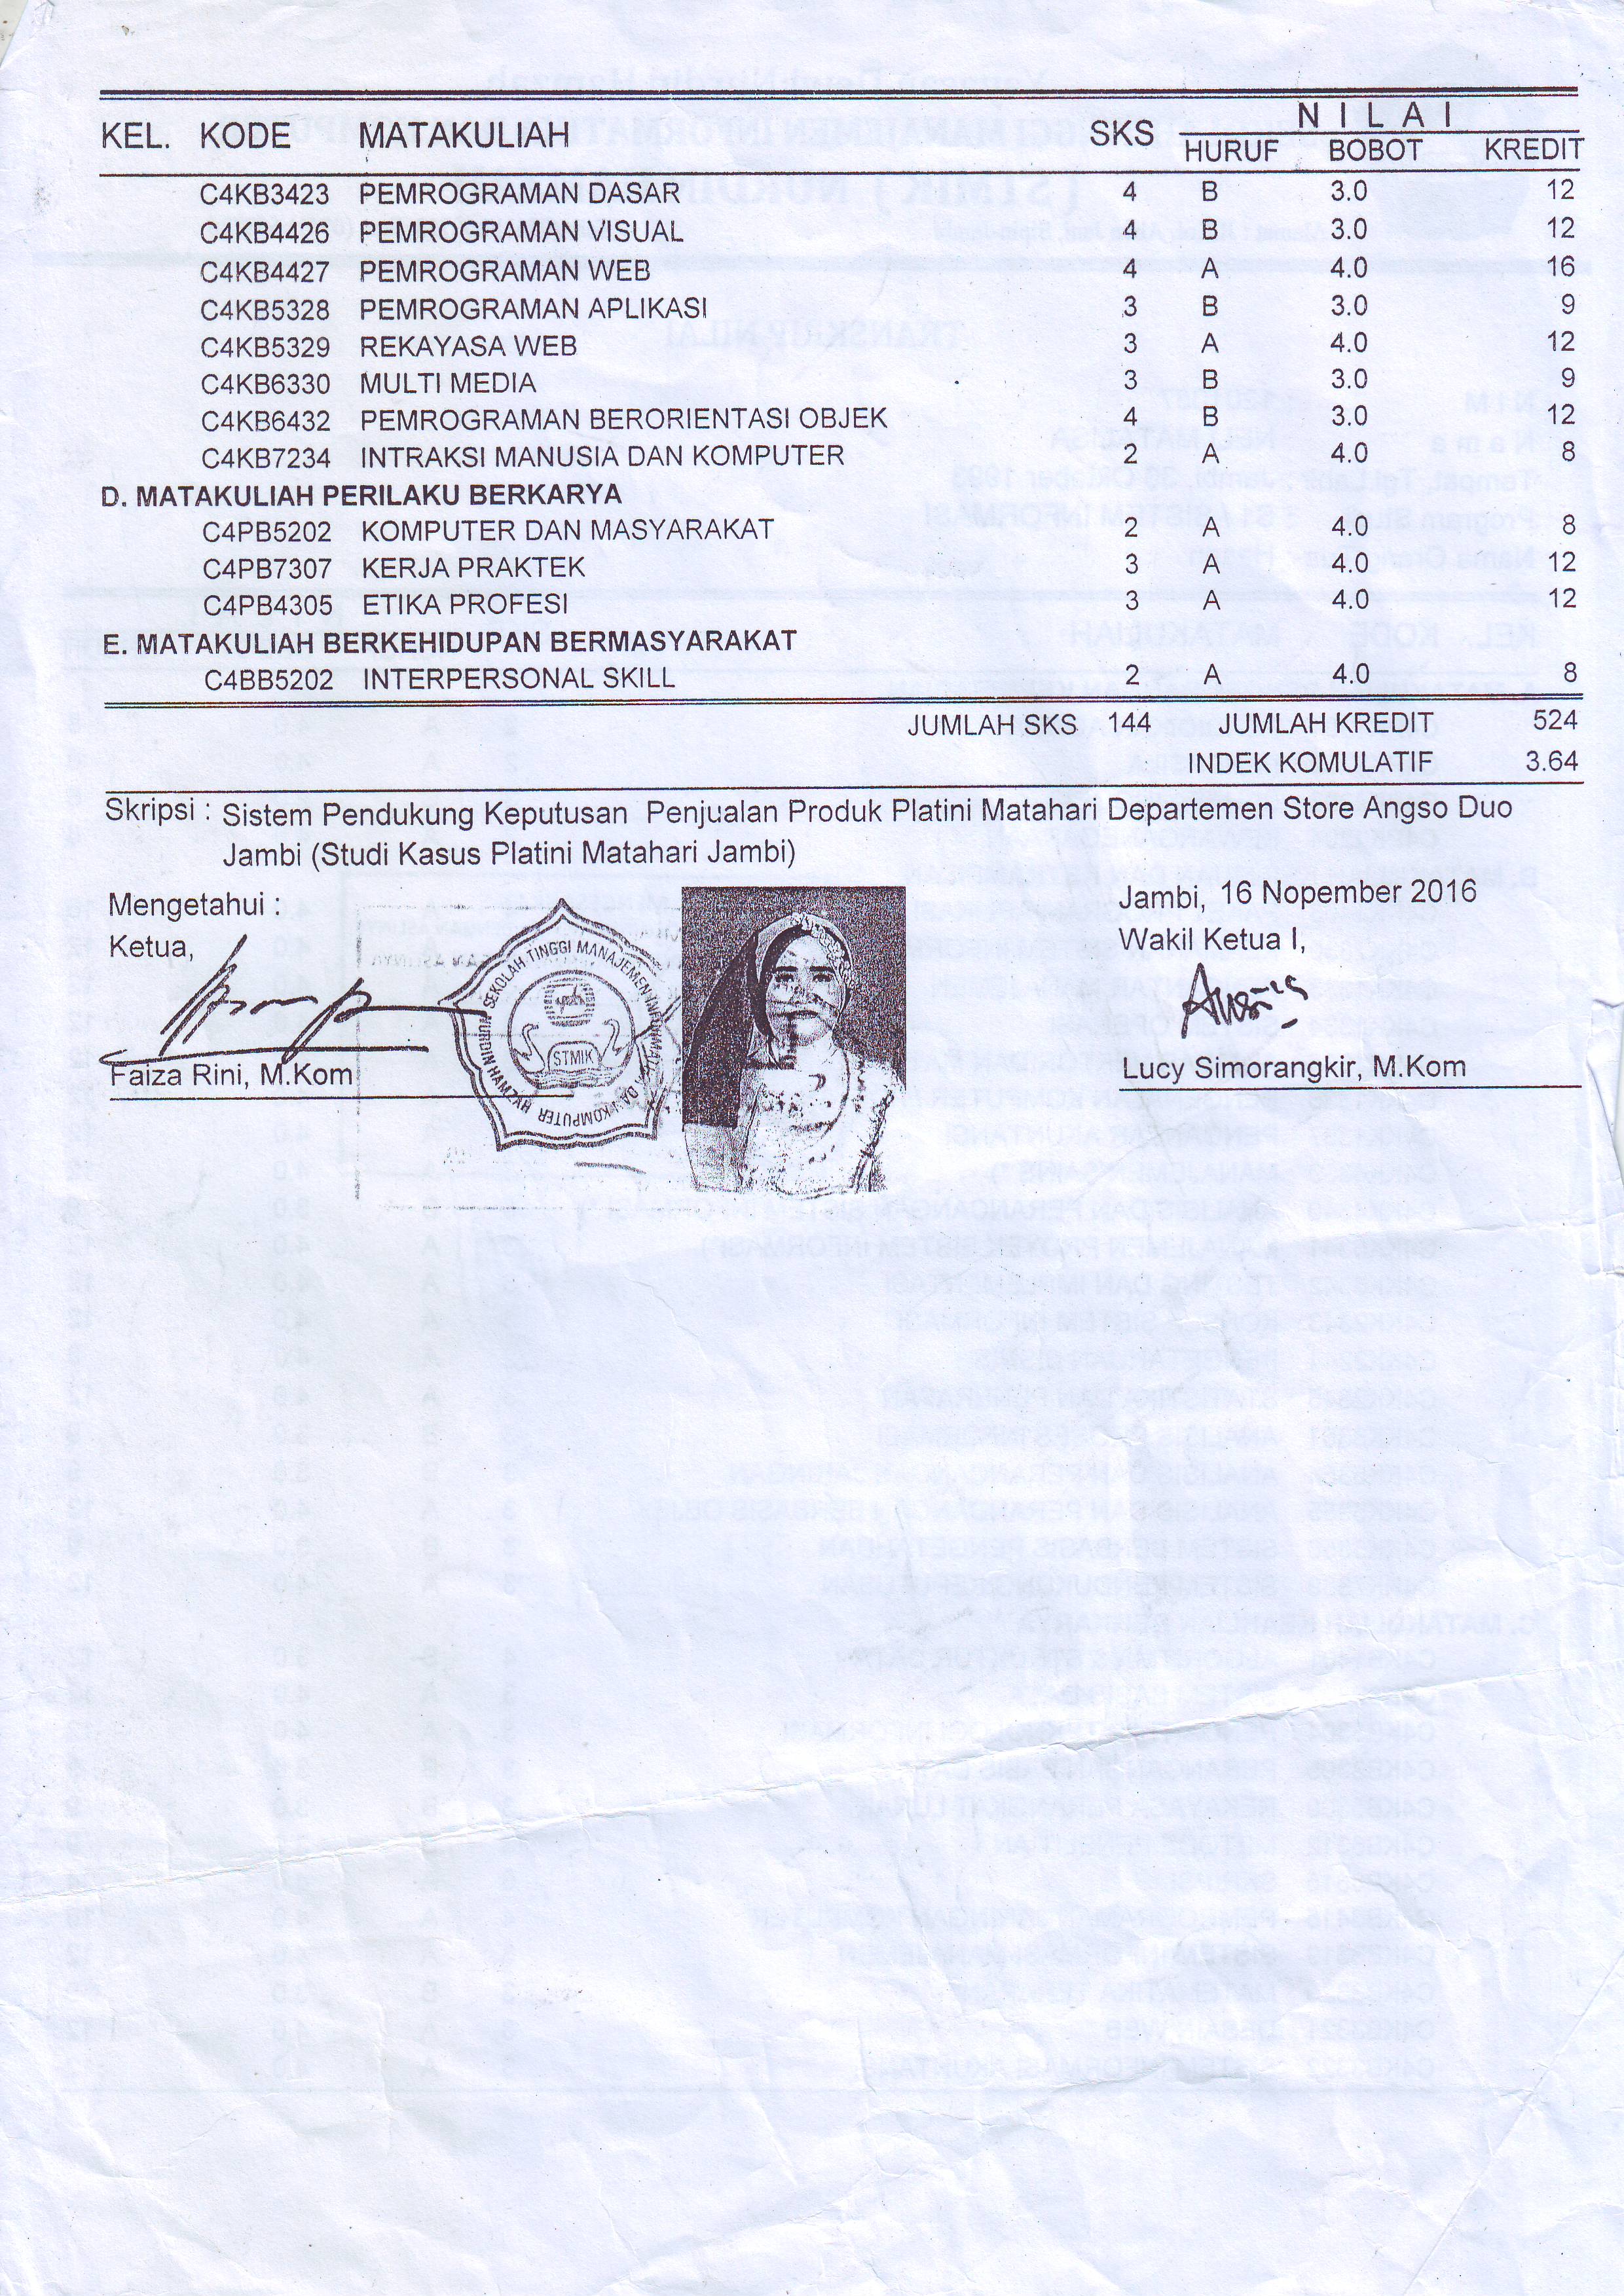 KEL. KODE MATAKULIAH SKS N I L A I
HURUF BOBOT KREDIT
C4KB3423 PEMROGRAMAN DASAR 4 B 3.0 12
C4KB4426 PEMROGRAMAN VISUAL 4 B 3.0 12
C4KB4427 PEMROGRAMAN WEB 4 A 4.0 16
C4KB5328 PEMROGRAMAN APLIKASI 3 B 3.0 9
C4KB5329 REKAYASA WEB 3 A 4.0 12
C4KB6330 MULTI MEDIA 3 B 3.0 9
C4KB6432 PEMROGRAMAN BERORIENTASI OBJEK 4 B 3.0 12
C4KB7234 INTRAKSI MANUSIA DAN KOMPUTER 2 A 4.0 8
D. MATAKULIAH PERILAKU BERKARYA
C4PB5202 KOMPUTER DAN MASYARAKAT 2 A 4.0 8
C4PB7307 KERJA PRAKTEK 3 A 4.0 12
C4PB4305 ETIKA PROFESI 3 A 4.0 12
E. MATAKULIAH BERKEHIDUPAN BERMASYARAKAT
C4BB5202 INTERPERSONAL SKILL 2 A 4.0 8
JUMLAH SKS 144 JUMLAH KREDIT 524
INDEK KOMULATIF 3.64
Skripsi : Sistem Pendukung Keputusan Penjualan Produk Platini Matahari Departemen Store Angso Duo
Jambi (Studi Kasus Platini Matahari Jambi)
Mengetahui :
Ketua,
Faiza Rini, M.Kom
SEKOLAH TINGGI MANAJEMEN INFORMATIKA DAN KOMPUTER
NURDIN HAMZAH
STMIK
Jambi, 16 Nopember 2016
Wakil Ketua I,
Lucy Simorangkir, M.Kom